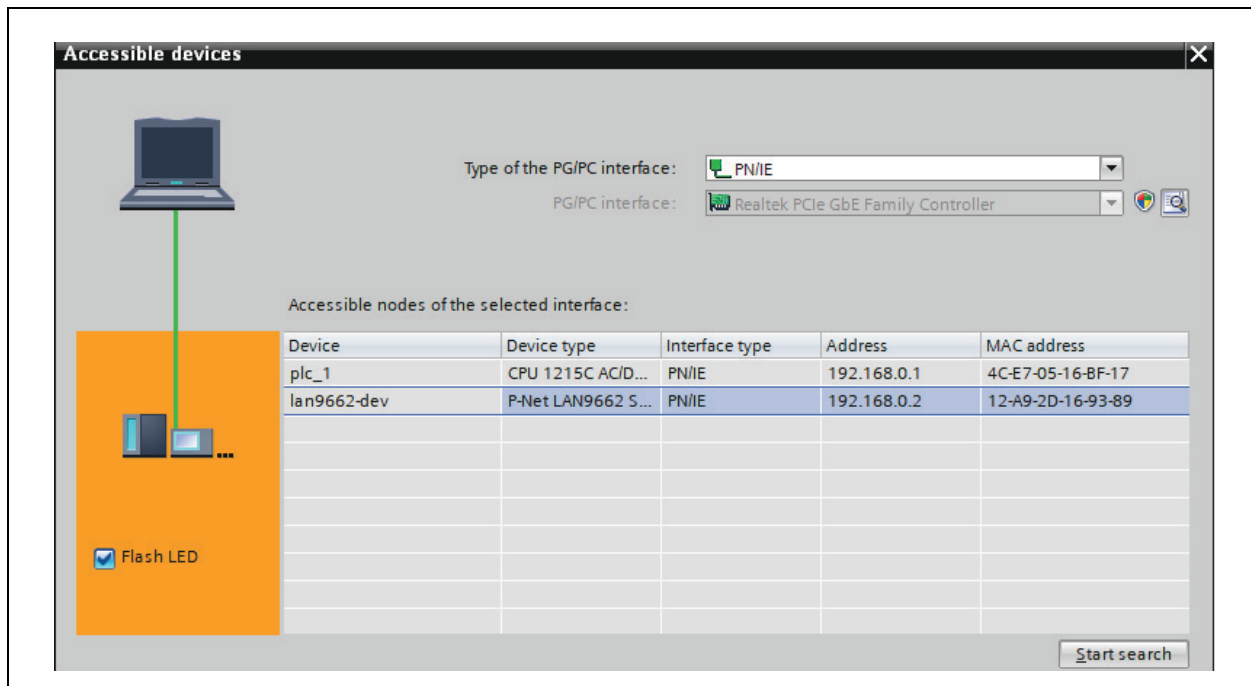 Accessible devices
Type of the PG/PC interface: PN/IE
PG/PC interface: Realtek PCIe GbE Family Controller
Accessible nodes of the selected interface:
Device Device type Interface type Address MAC address
plc_1 CPU 1215C AC/D... PN/IE 192.168.0.1 4C-E7-05-16-BF-17
lan9662-dev P-Net LAN9662 S... PN/IE 192.168.0.2 12-A9-2D-16-93-89
Flash LED
Start search